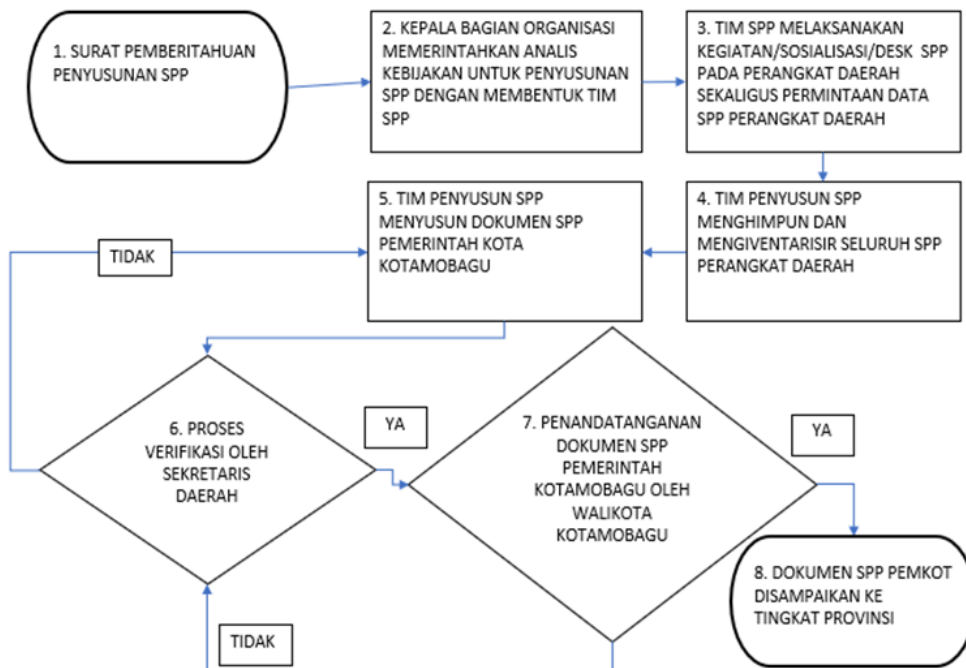 1. SURAT PEMBERITAHUAN
PENYUSUNAN SPP
2. KEPALA BAGIAN ORGANISASI
MEMERINTAHKAN ANALIS
KEBIJAKAN UNTUK PENYUSUNAN
SPP DENGAN MEMBENTUK TIM
SPP
3. TIM SPP MELAKSANAKAN
KEGIATAN/SOSIALISASI/DESK SPP
PADA PERANGKAT DAERAH
SEKALIGUS PERMINTAAN DATA
SPP PERANGKAT DAERAH
4. TIM PENYUSUN SPP
MENGHIMPUN DAN
MENGIVENTARISIR SELURUH SPP
PERANGKAT DAERAH
5. TIM PENYUSUN SPP
MENYUSUN DOKUMEN SPP
PEMERINTAH KOTA
KOTAMOBAGU
TIDAK
6. PROSES
VERIFIKASI OLEH
SEKRETARIS
DAERAH
YA
7. PENANDATANGANAN
DOKUMEN SPP
PEMERINTAH
KOTAMOBAGU OLEH
WALIKOTA
KOTAMOBAGU
YA
8. DOKUMEN SPP PEMKOT
DISAMPAIKAN KE
TINGKAT PROVINSI
TIDAK